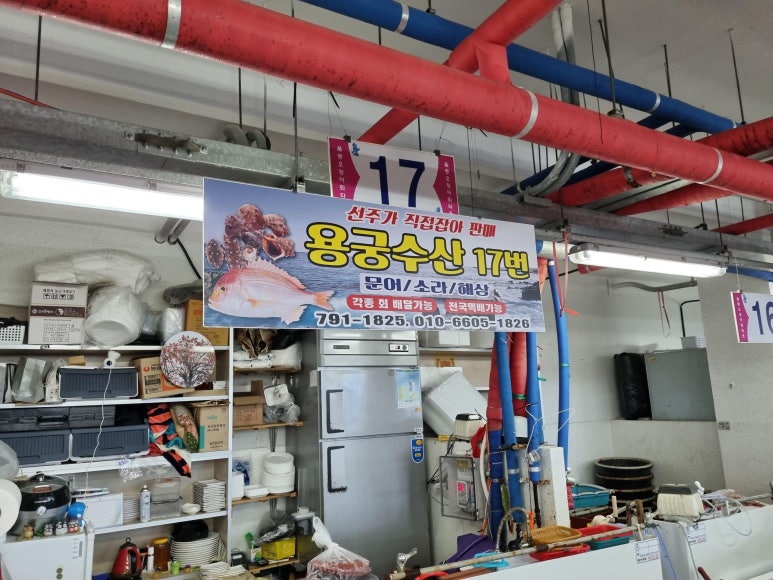 17
선주가 직접잡아 판매
용궁수산 17번
문어/소라/해삼
각종 회 배달가능 전국택배가능
791-1825, 010-6605-1826
16